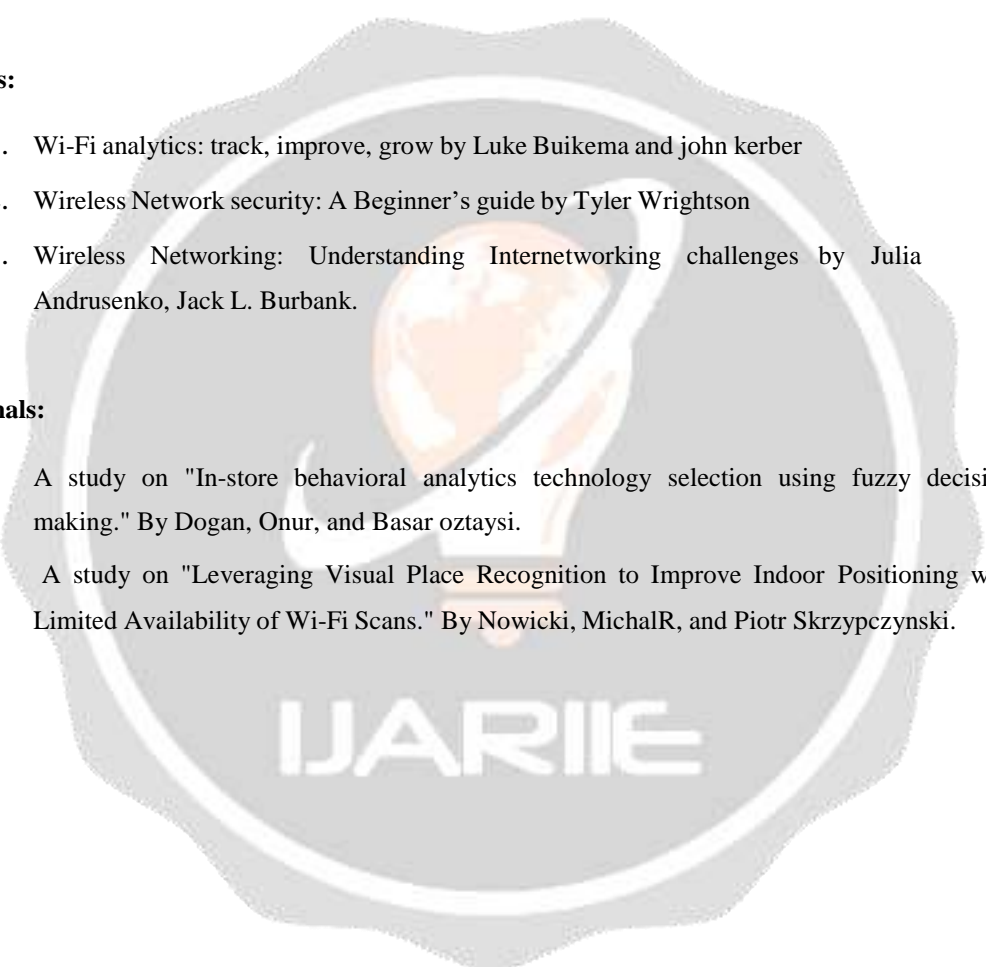 s:
. Wi-Fi analytics: track, improve, grow by Luke Buikema and john kerber
. Wireless Network security: A Beginner's guide by Tyler Wrightson
. Wireless Networking: Understanding Internetworking challenges by Julia
Andrusenko, Jack L. Burbank.
nals:
A study on "In-store behavioral analytics technology selection using fuzzy decisi
making." By Dogan, Onur, and Basar oztaysi.
A study on "Leveraging Visual Place Recognition to Improve Indoor Positioning w
Limited Availability of Wi-Fi Scans." By Nowicki, MichalR, and Piotr Skrzypczynski.
IJARIIE